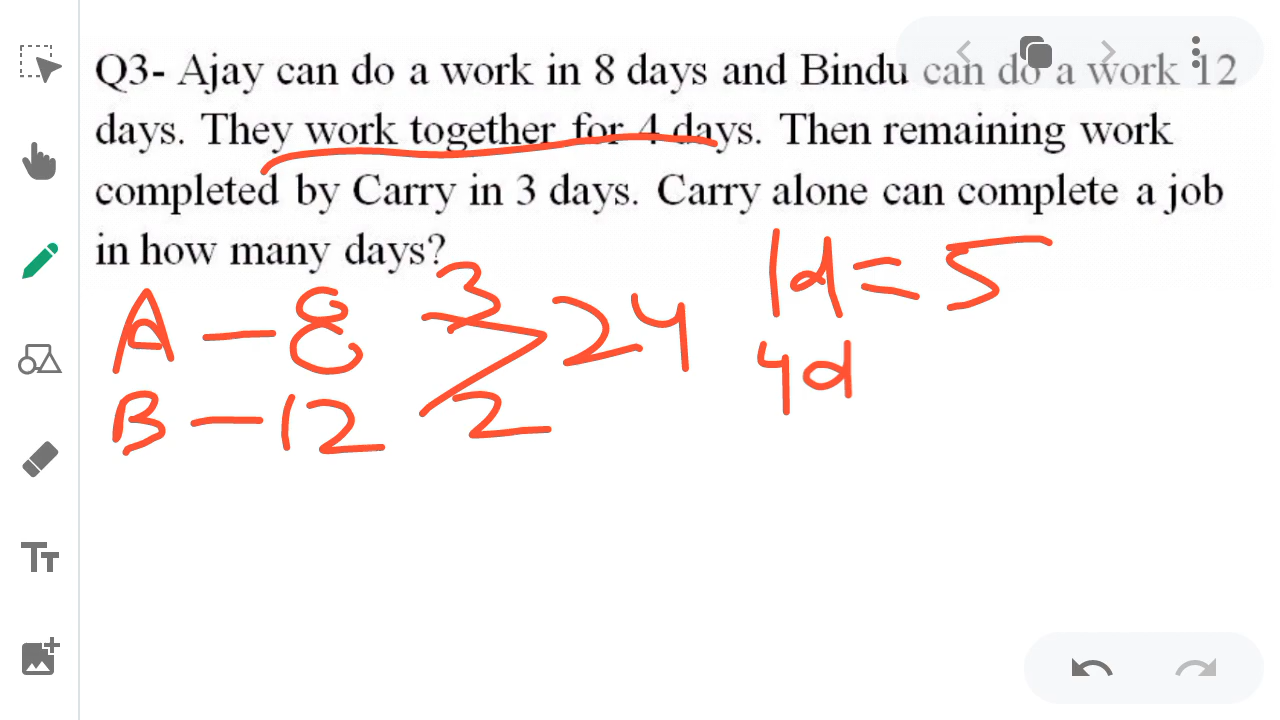 Q3- Ajay can do a work in 8 days and Bindu can do a work 12
days. They work together for 4 days. Then remaining work
completed by Carry in 3 days. Carry alone can complete a job
in how many days?
A — 8 3 24 1d = 5
B — 12 2 4d
Tт